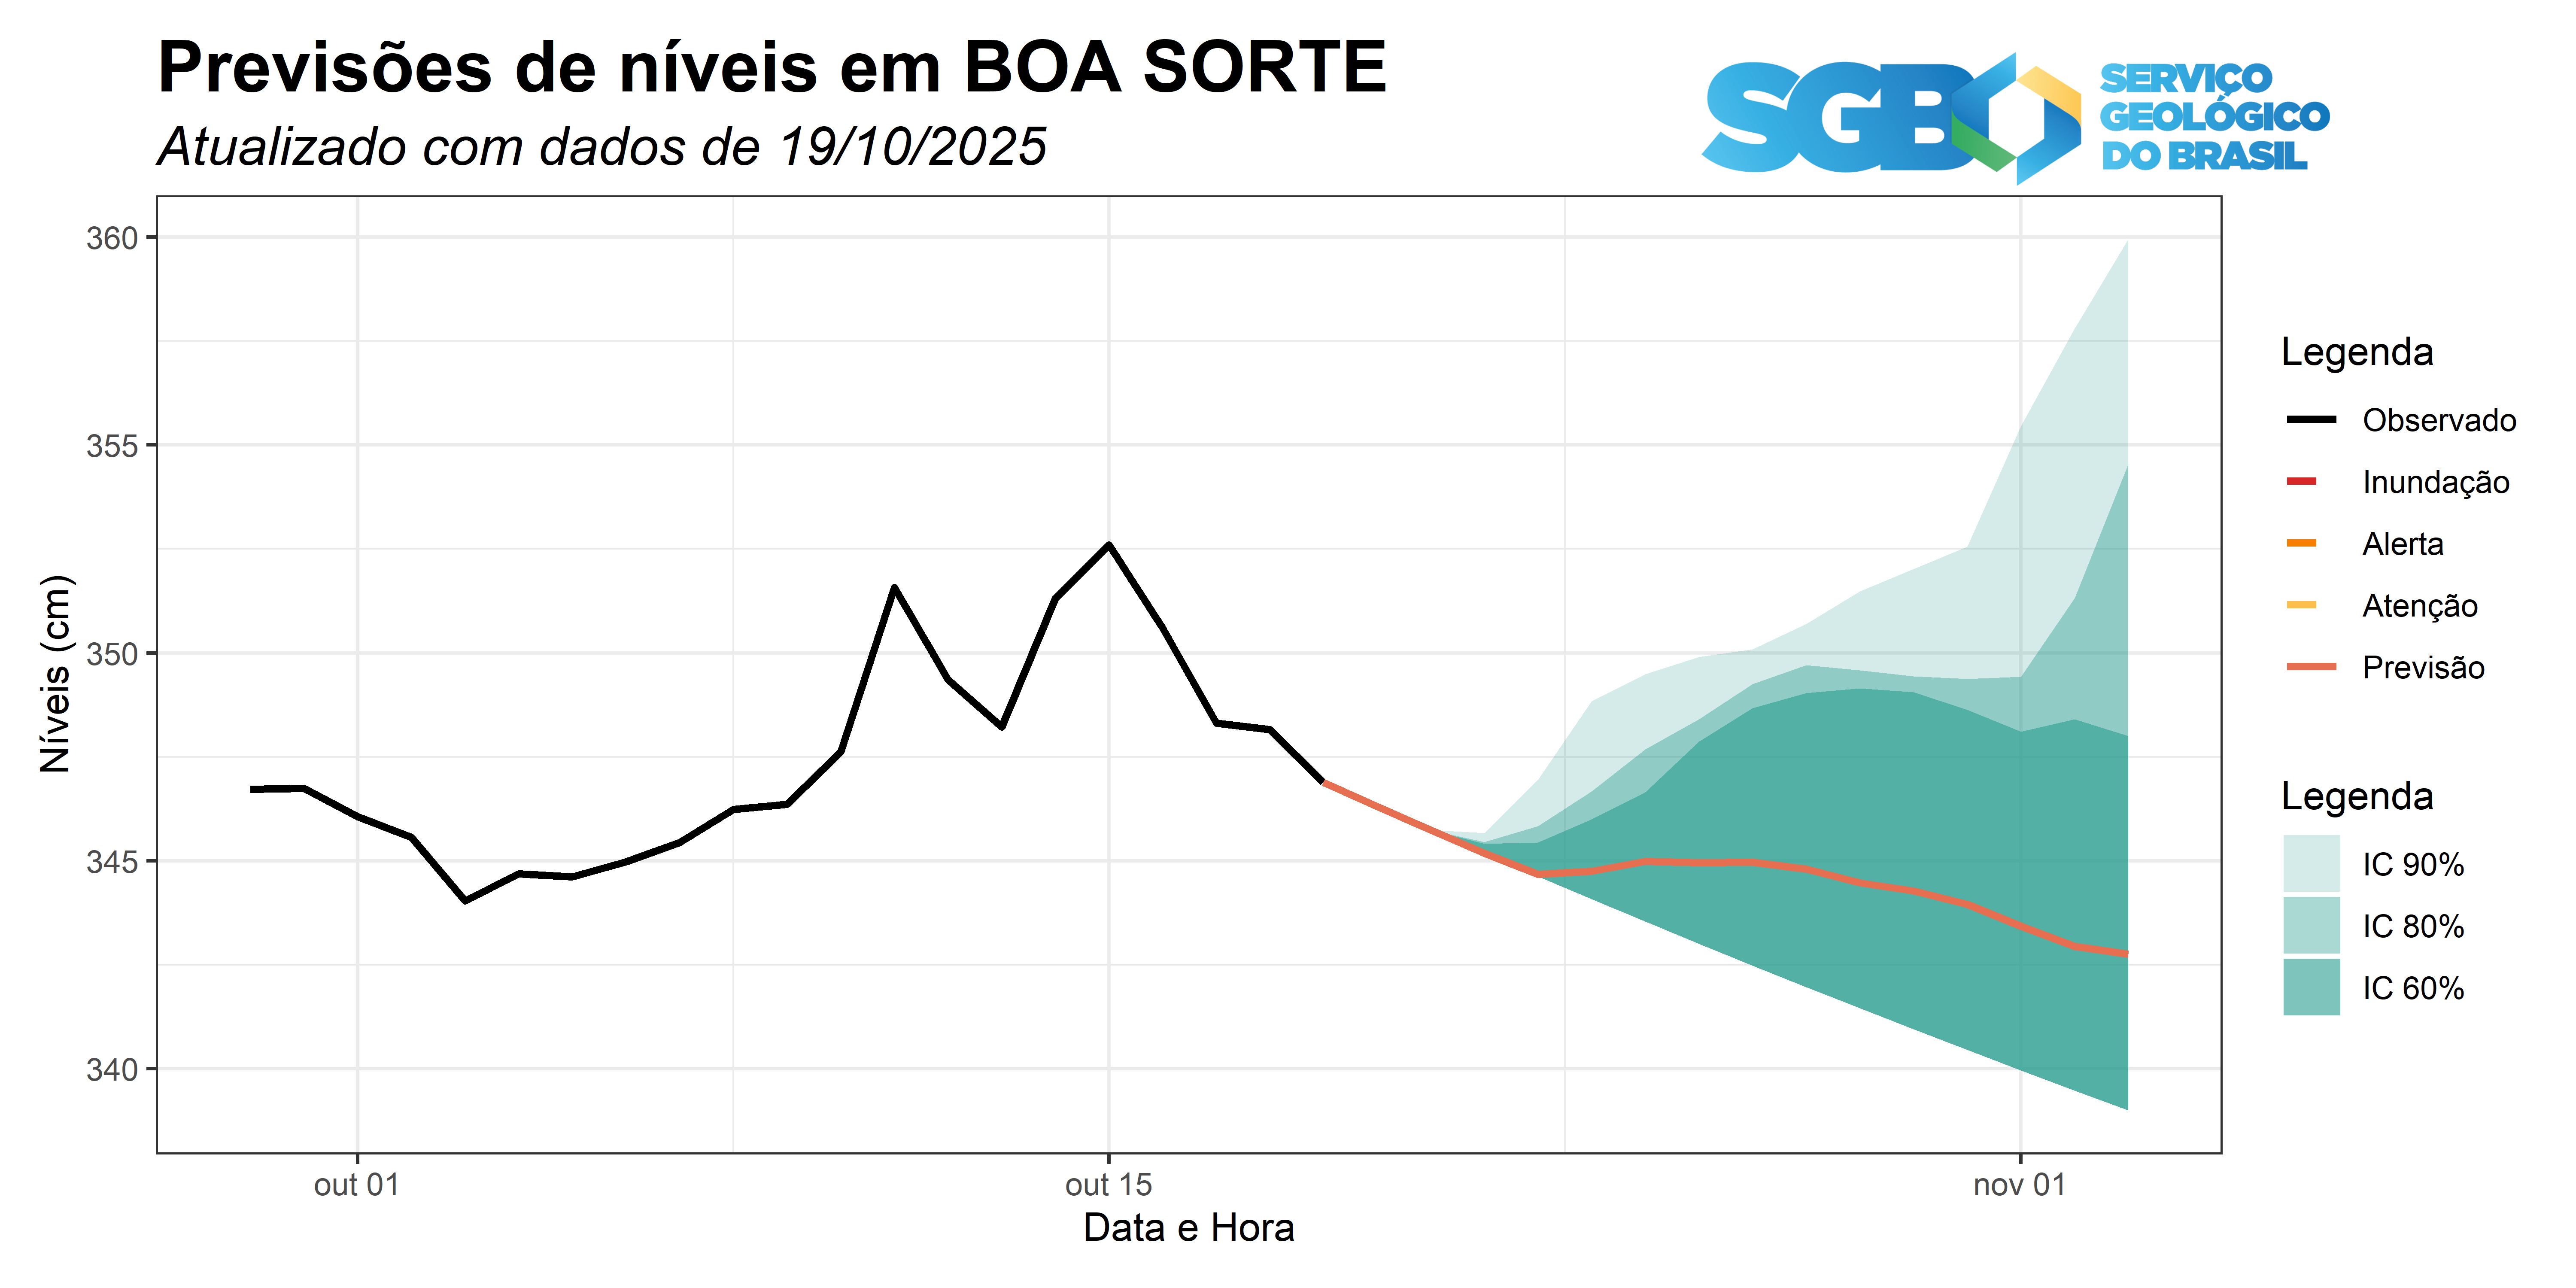 Previsões de níveis em BOA SORTE
Atualizado com dados de 19/10/2025
SGB
SERVIÇO
GEOLÓGICO
DO BRASIL
Níveis (cm)
360
355
350
345
340
out 01
out 15
nov 01
Data e Hora
Legenda
Observado
Inundação
Alerta
Atenção
Previsão
Legenda
IC 90%
IC 80%
IC 60%